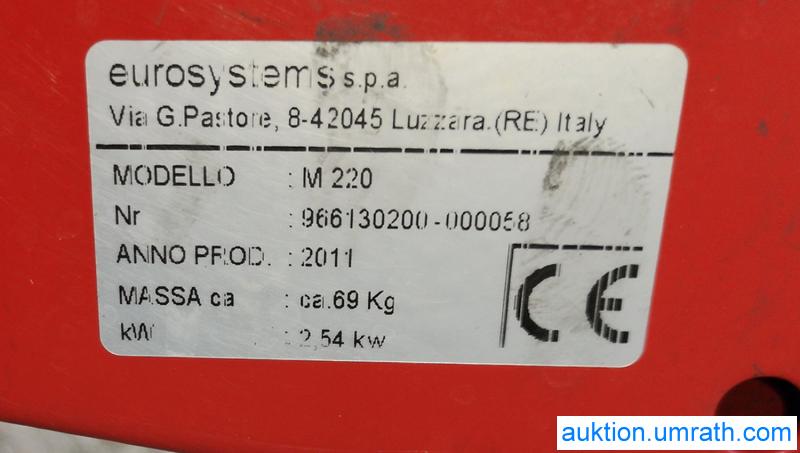 eurosystems s.p.a.
Via G.Pastore, 8-42045 Luzzara.(RE) Italy
MODELLO : M 220
Nr : 966130200-000058
ANNO PROD. : 2011
MASSA ca : ca.69 Kg
kW : 2,54 kw
CE
auktion.umrath.com